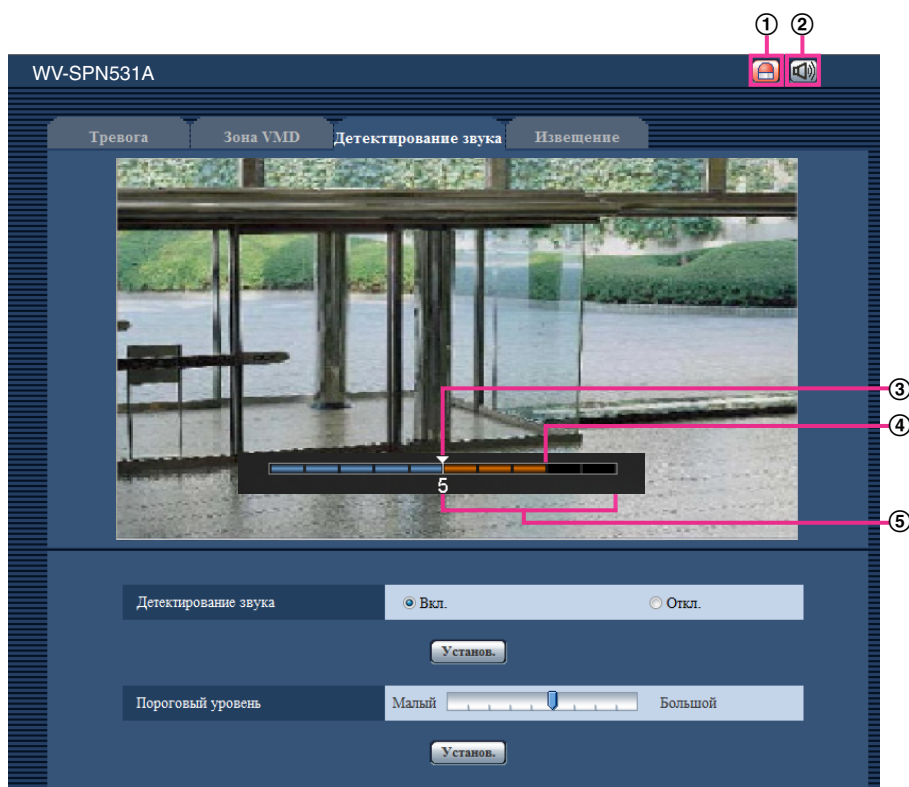 ① ②
WV-SPN531A
Тревога Зона VMD Детектирование звука Извещение
③
④
5
⑤
Детектирование звука Вкл. Откл.
Установ.
Пороговый уровень Малый Большой
Установ.